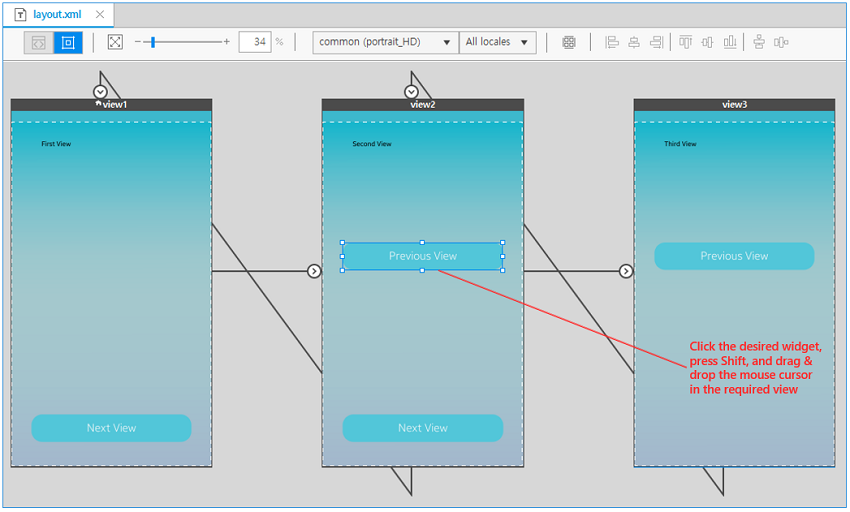 layout.xml
34 %
common (portrait_HD)
All locales
view1
view2
view3
First View
Second View
Third View
Previous View
Previous View
Click the desired widget,
press Shift, and drag &
drop the mouse cursor
in the required view
Next View
Next View